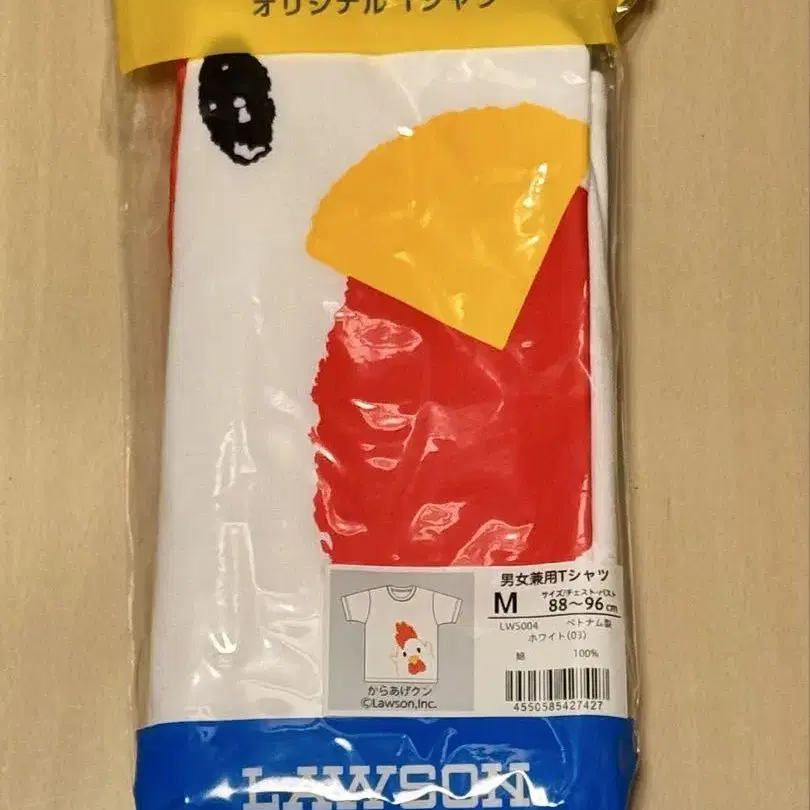 オリジナルTシャツ
男女兼用Tシャツ
M
サイズ/チェスト・バスト
88〜96cm
LW5004 ベトナム製
ホワイト(03)
綿 100%
からあげクン
©Lawson,Inc.
4550585427427
LAWSON